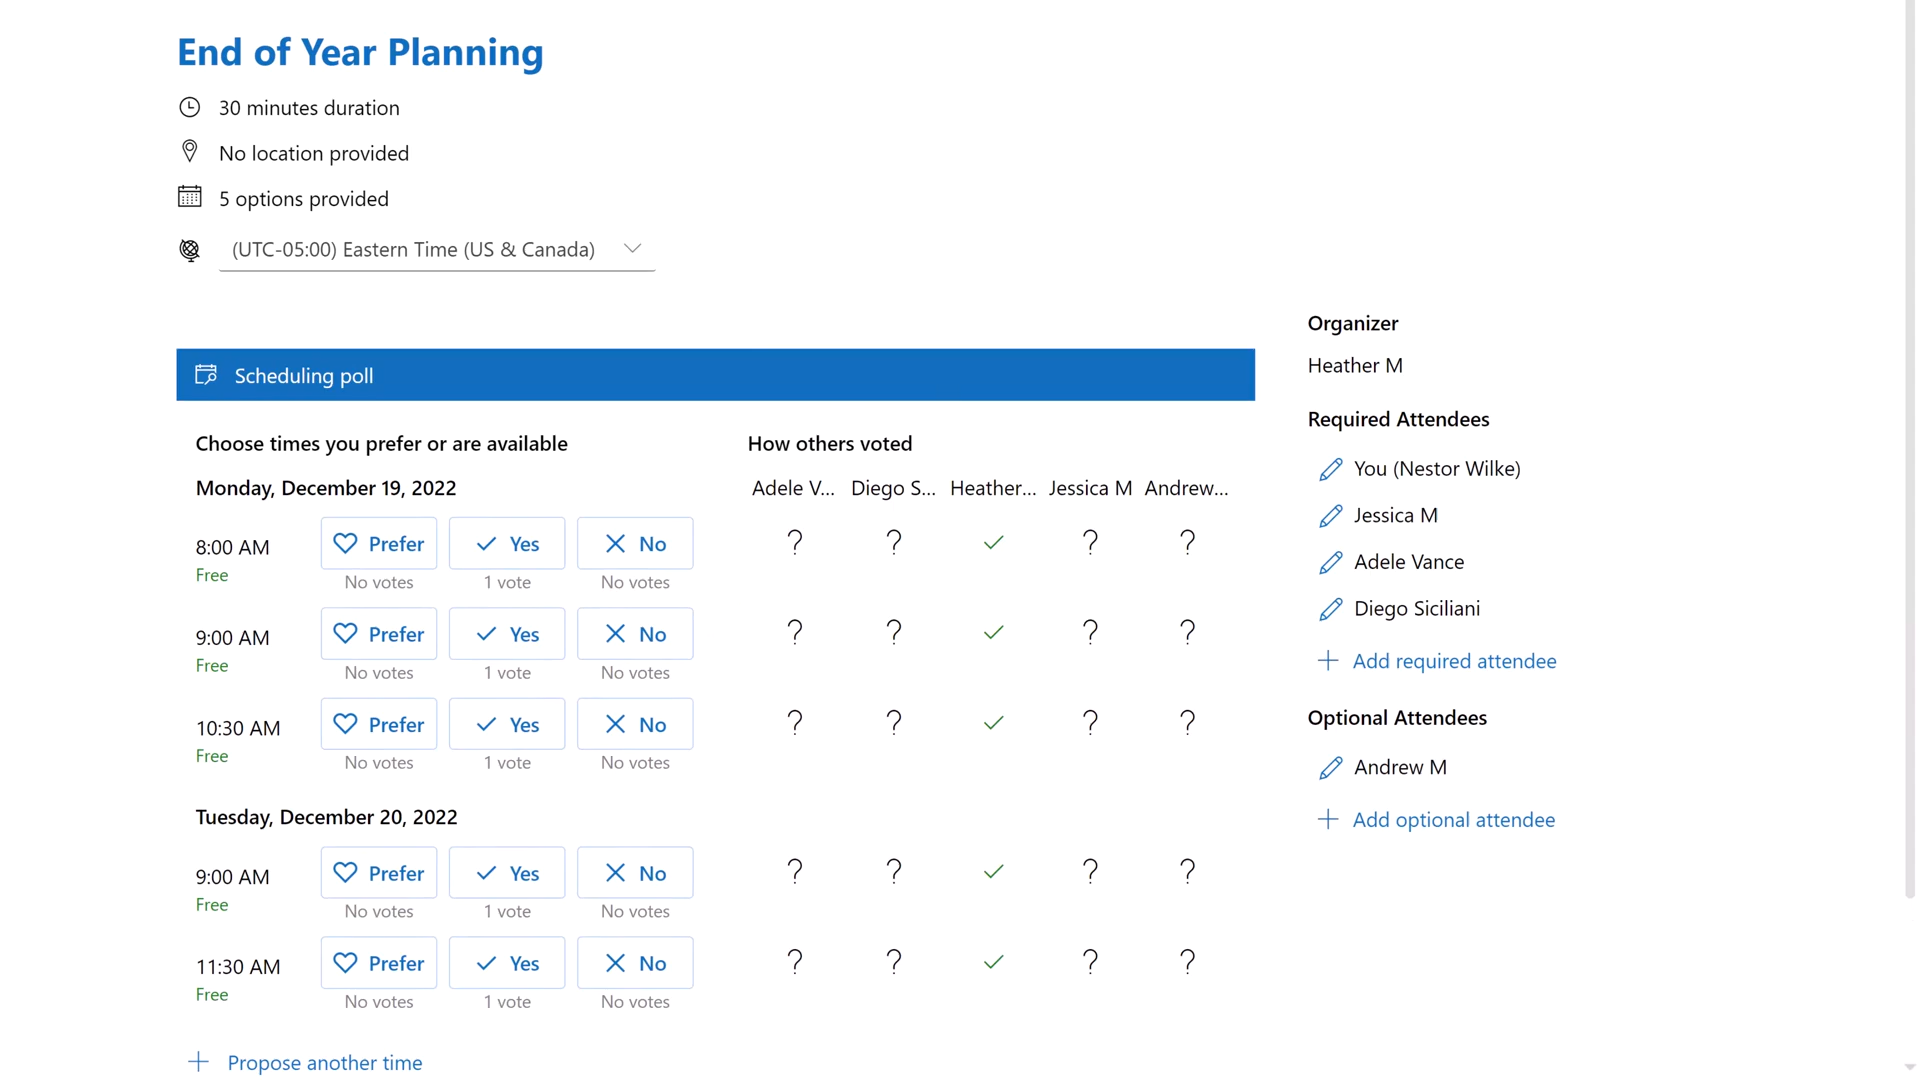 End of Year Planning
30 minutes duration
No location provided
5 options provided
(UTC-05:00) Eastern Time (US & Canada)
Scheduling poll
Choose times you prefer or are available
How others voted
Monday, December 19, 2022
Adele V... Diego S... Heather... Jessica M Andrew...
8:00 AM Prefer Yes No ? ? ? ?
Free No votes 1 vote No votes
9:00 AM Prefer Yes No ? ? ? ?
Free No votes 1 vote No votes
10:30 AM Prefer Yes No ? ? ? ?
Free No votes 1 vote No votes
Tuesday, December 20, 2022
9:00 AM Prefer Yes No ? ? ? ?
Free No votes 1 vote No votes
11:30 AM Prefer Yes No ? ? ? ?
Free No votes 1 vote No votes
Propose another time
Organizer
Heather M
Required Attendees
You (Nestor Wilke)
Jessica M
Adele Vance
Diego Siciliani
Add required attendee
Optional Attendees
Andrew M
Add optional attendee